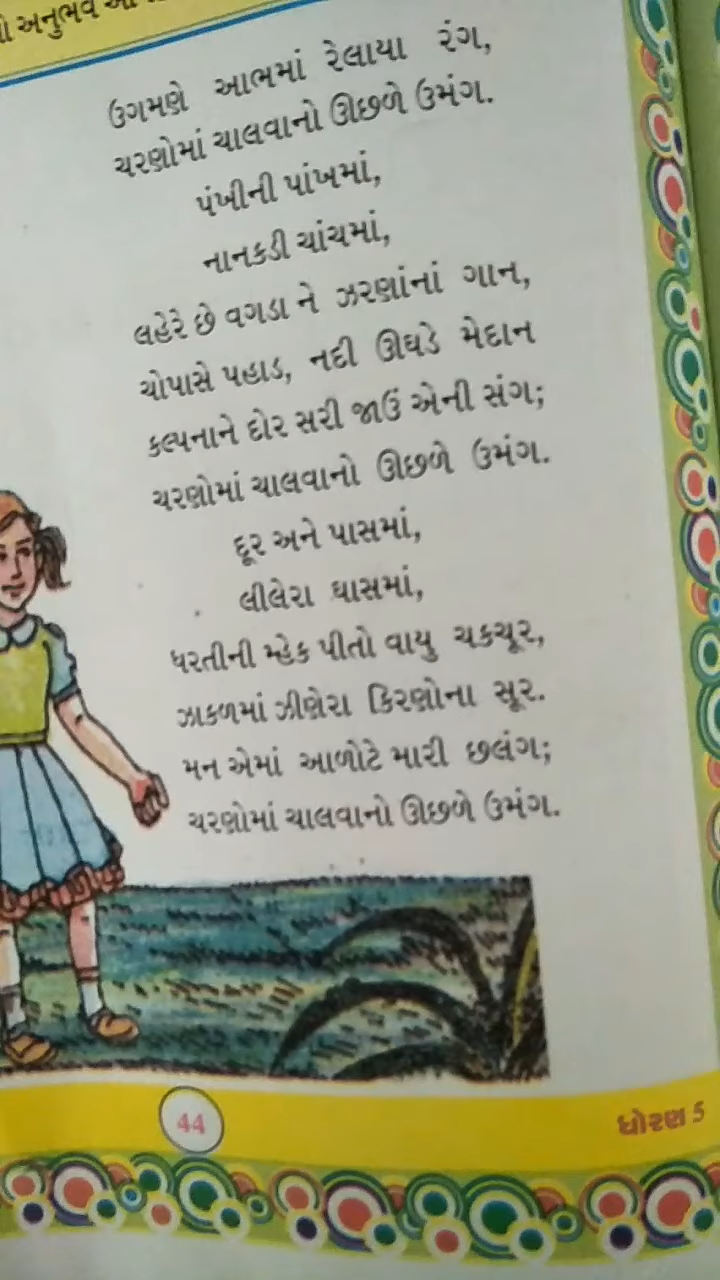 અનુભવ
ઉગમણે આભમાં રેલાયા રંગ,
ચરણોમાં ચાલવાનો ઊછળે ઉમંગ.
પંખીની પાંખમાં,
નાનકડી ચાંચમાં,
લહેરે છે વગડા ને ઝરણાંનાં ગાન,
ચોપાસે પહાડ, નદી ઊઘડે મેદાન
કલ્પનાને દોર સરી જાઉં એની સંગ;
ચરણોમાં ચાલવાનો ઊછળે ઉમંગ.
દૂર અને પાસમાં,
લીલેરા ઘાસમાં,
ધરતીની મ્હેક પીતો વાયુ ચકચૂર,
ઝાકળમાં ઝીણેરા કિરણોના સૂર.
મન એમાં આળોટે મારી છલંગ;
ચરણોમાં ચાલવાનો ઊછળે ઉમંગ.
44
ધોરણ 5